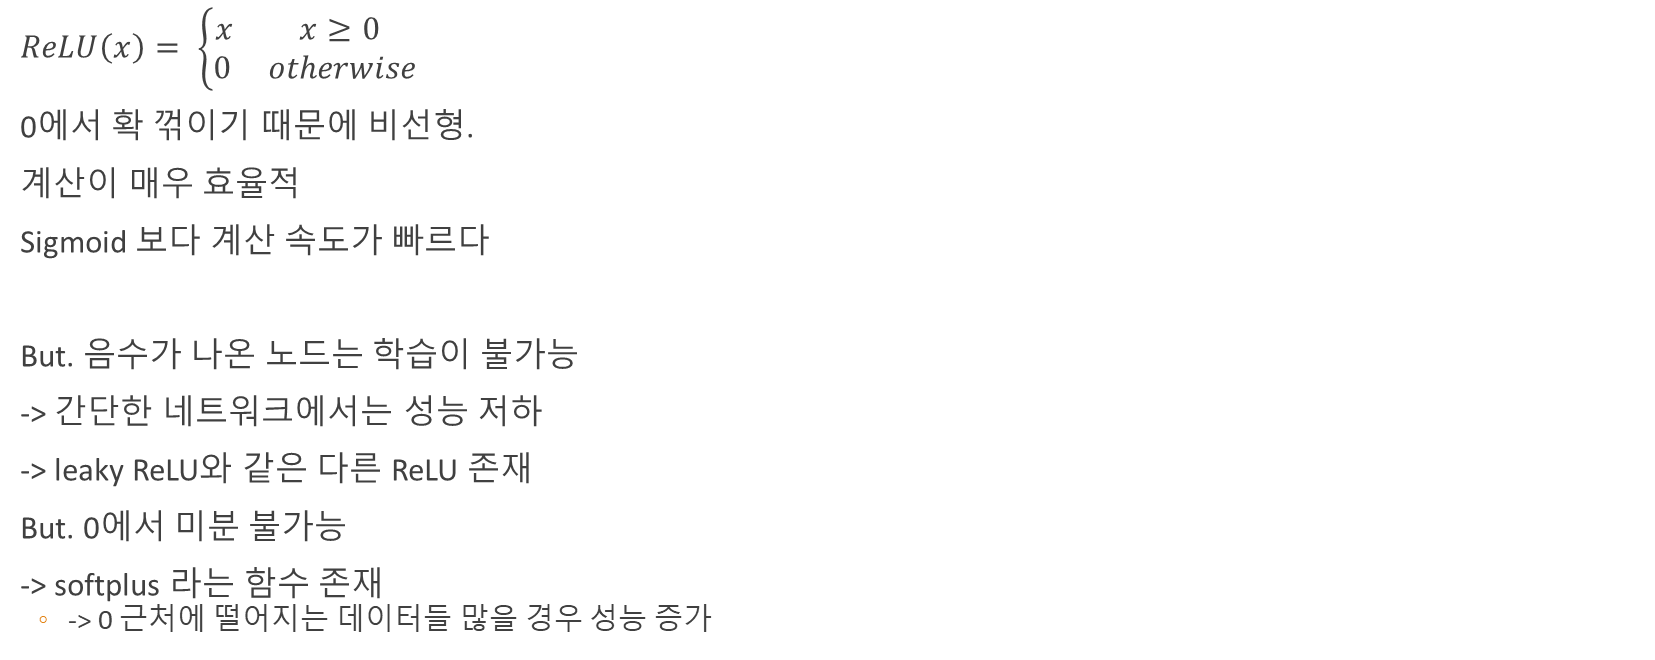 ReLU(x) = { x x ≥ 0
0 otherwise
0에서 확 꺾이기 때문에 비선형.
계산이 매우 효율적
Sigmoid 보다 계산 속도가 빠르다
But. 음수가 나온 노드는 학습이 불가능
-> 간단한 네트워크에서는 성능 저하
-> leaky ReLU와 같은 다른 ReLU 존재
But. 0에서 미분 불가능
-> softplus 라는 함수 존재
◦ -> 0 근처에 떨어지는 데이터들 많을 경우 성능 증가